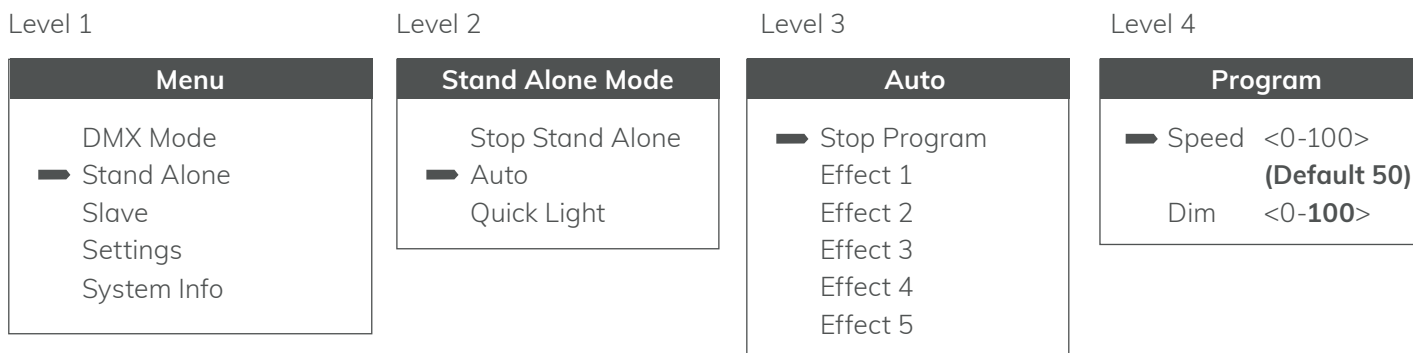 Level 1
Menu
DMX Mode
Stand Alone
Slave
Settings
System Info
Level 2
Stand Alone Mode
Stop Stand Alone
Auto
Quick Light
Level 3
Auto
Stop Program
Effect 1
Effect 2
Effect 3
Effect 4
Effect 5
Level 4
Program
Speed <0-100>
(Default 50)
Dim <0-100>